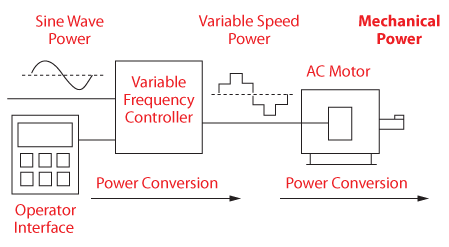 Sine Wave
Power
Variable Speed
Power
Mechanical
Power
AC Motor
Variable
Frequency
Controller
Power Conversion
Power Conversion
Operator
Interface